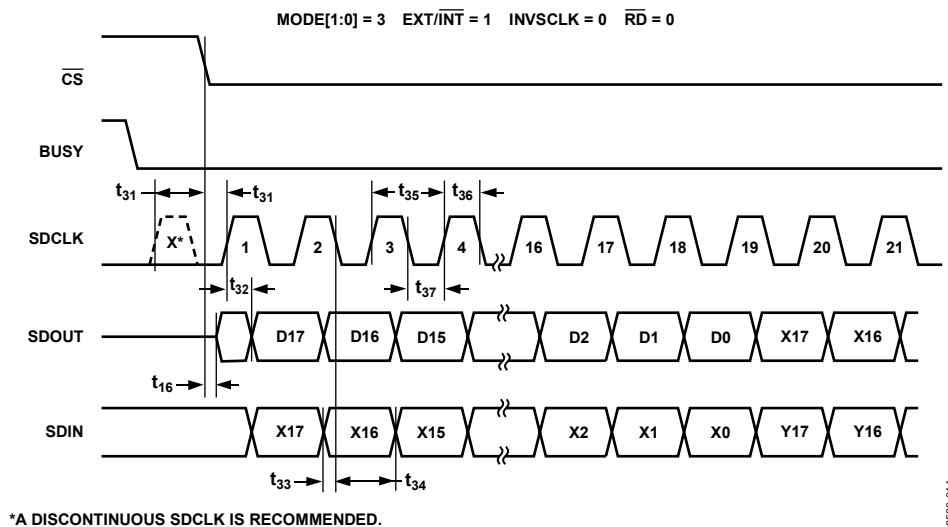 MODE[1:0] = 3 EXT/INT = 1 INVSCLK = 0 RD = 0
CS
BUSY
t31 t31 t35 t36
SDCLK
X* 1 2 3 4 16 17 18 19 20 21
t32 t37
SDOUT
D17 D16 D15 D2 D1 D0 X17 X16
t16
SDIN
X17 X16 X15 X2 X1 X0 Y17 Y16
t33 t34
*A DISCONTINUOUS SDCLK IS RECOMMENDED.